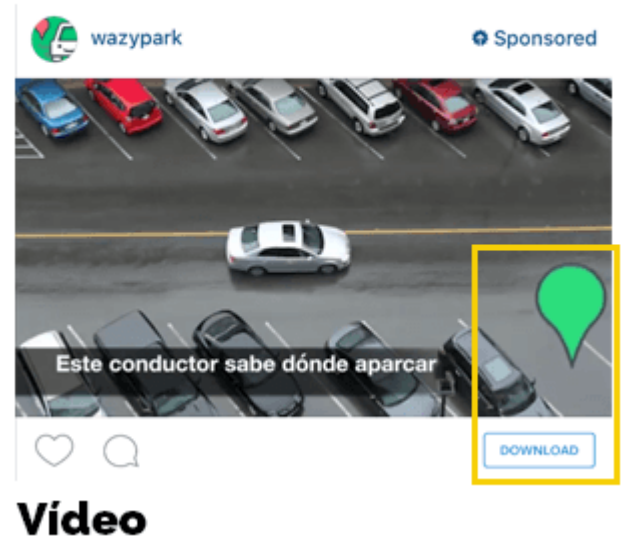 wazypark
Sponsored
Este conductor sabe dónde aparcar
DOWNLOAD
Vídeo